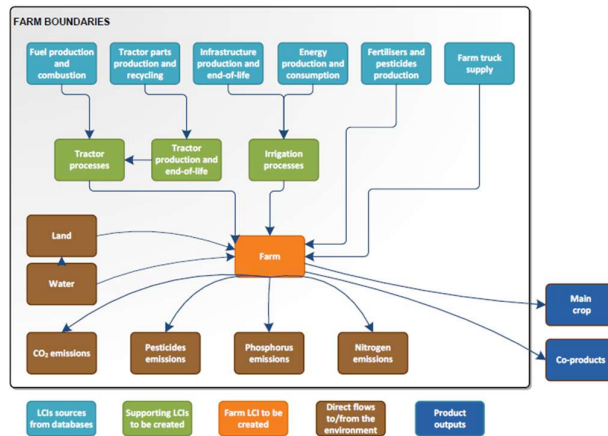 FARM BOUNDARIES
Fuel production and
combustion
Tractor parts
production and
recycling
Infrastructure
production and
end-of-life
Energy
production and
consumption
Fertilisers and
pesticides
production
Farm truck
supply
Tractor
processes
Tractor
production and
end-of-life
Irrigation
processes
Land
Water
Farm
Main
crop
Co-products
CO₂ emissions
Pesticides
emissions
Phosphorus
emissions
Nitrogen
emissions
LCIs sources
from databases
Supporting LCIs
to be created
Farm LCI to be
created
Direct flows
to/from the
environment
Product
outputs